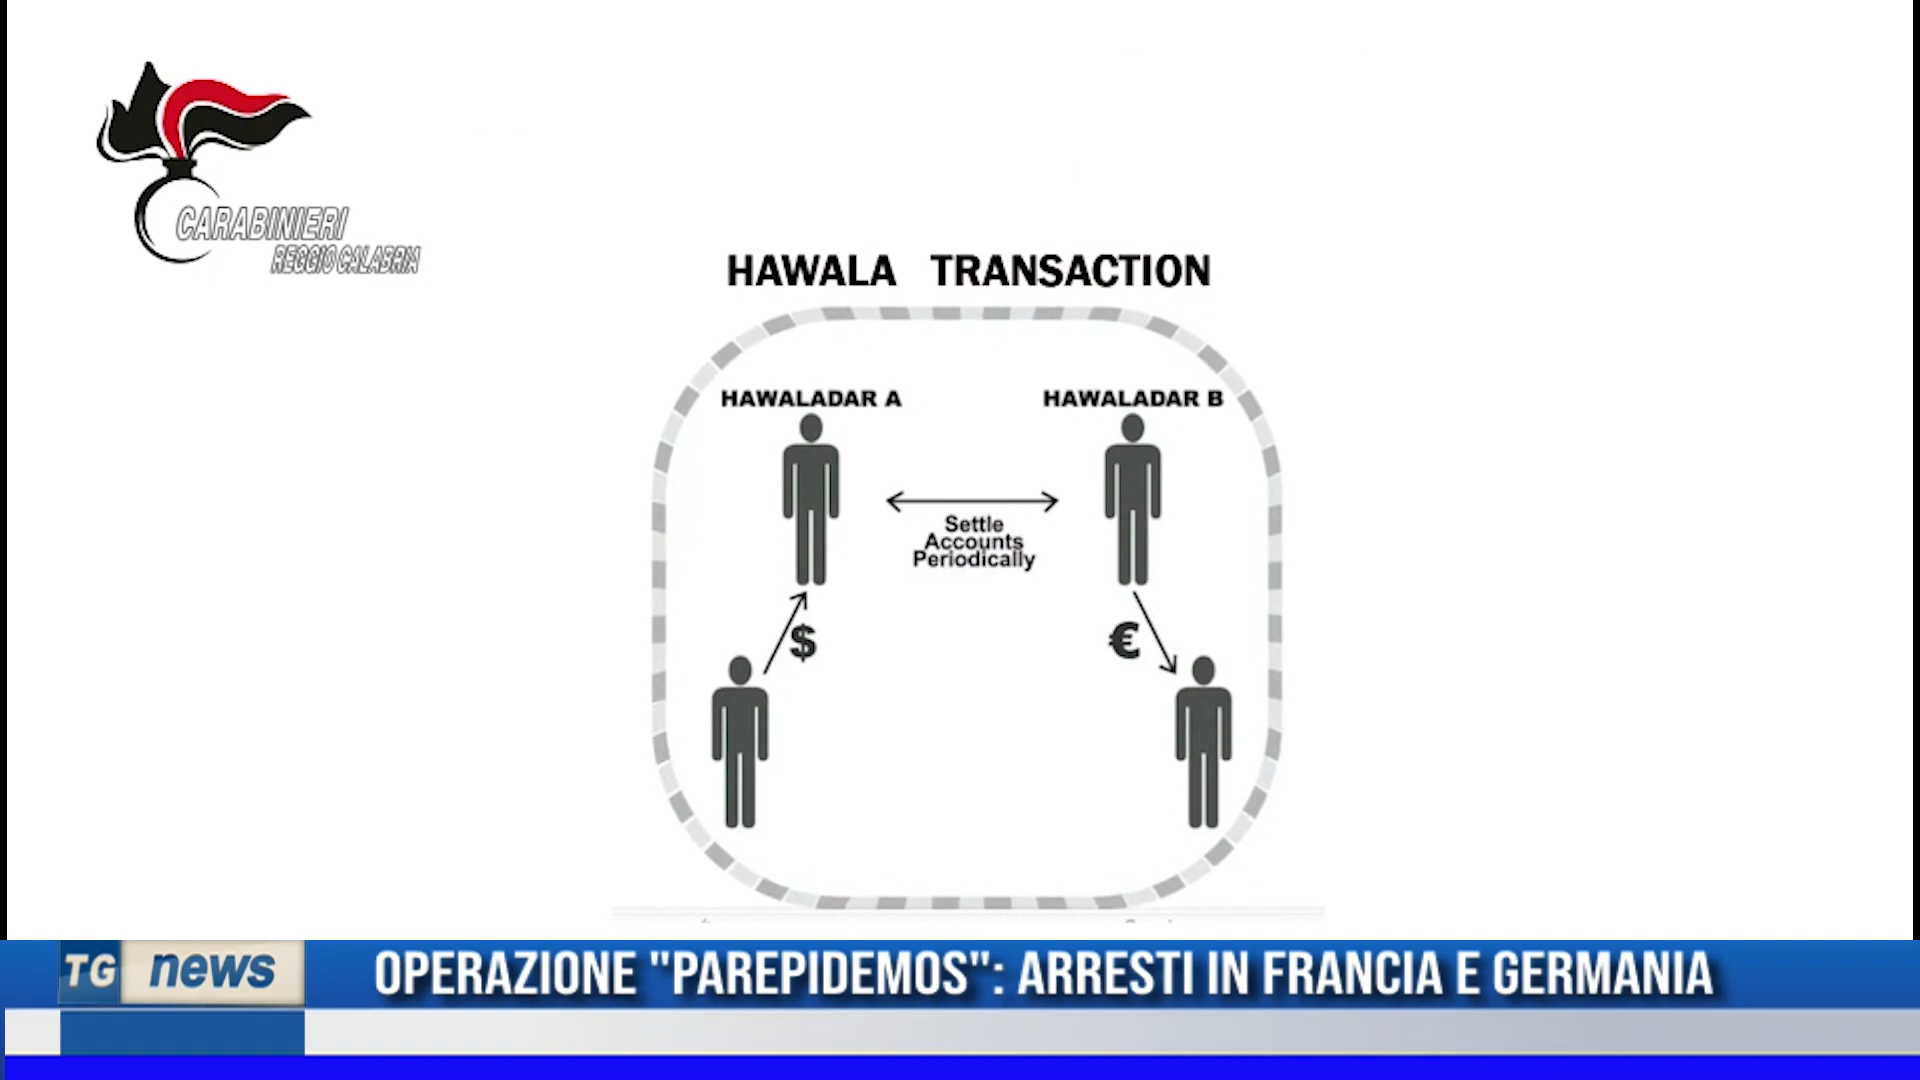 CARABINIERI
REGGIO CALABRIA
HAWALA TRANSACTION
HAWALADAR A
HAWALADAR B
Settle
Accounts
Periodically
$
€
TG news
OPERAZIONE "PAREPIDEMOS": ARRESTI IN FRANCIA E GERMANIA